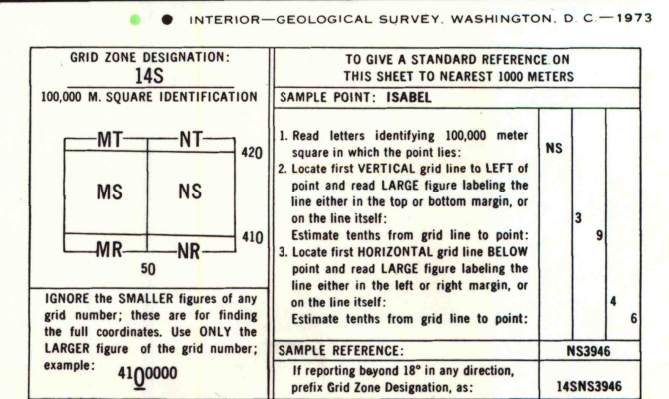 INTERIOR—GEOLOGICAL SURVEY, WASHINGTON, D. C.—1973
GRID ZONE DESIGNATION:
14S
100,000 M. SQUARE IDENTIFICATION
MT NT
420
MS NS
410
MR NR
50
IGNORE the SMALLER figures of any
grid number; these are for finding
the full coordinates. Use ONLY the
LARGER figure of the grid number;
example:
4100000
TO GIVE A STANDARD REFERENCE ON
THIS SHEET TO NEAREST 1000 METERS
SAMPLE POINT: ISABEL
1. Read letters identifying 100,000 meter
square in which the point lies:
NS
2. Locate first VERTICAL grid line to LEFT of
point and read LARGE figure labeling the
line either in the top or bottom margin, or
on the line itself:
3
Estimate tenths from grid line to point:
9
3. Locate first HORIZONTAL grid line BELOW
point and read LARGE figure labeling the
line either in the left or right margin, or
on the line itself:
4
Estimate tenths from grid line to point:
6
SAMPLE REFERENCE:
NS3946
If reporting beyond 18° in any direction,
prefix Grid Zone Designation, as:
14SNS3946